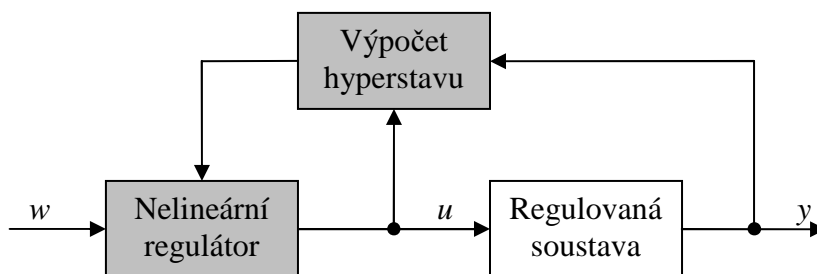 Výpočet
hyperstavu
w
Nelineární
regulátor
u
Regulovaná
soustava
y